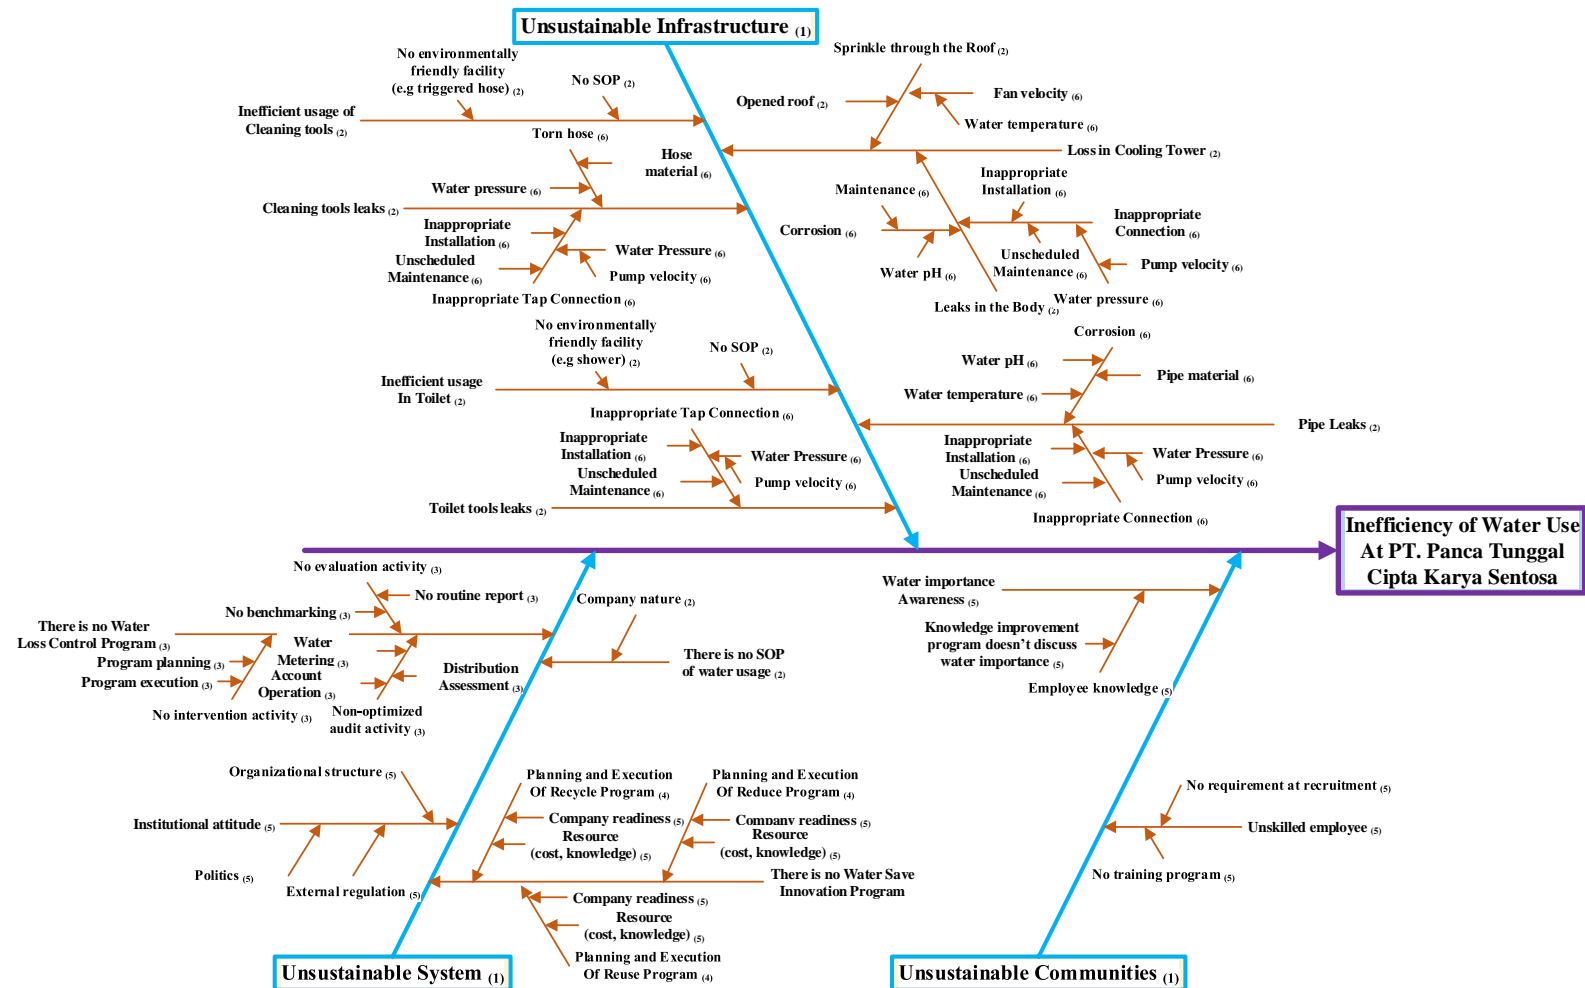 Unsustainable Infrastructure (1)
No environmentally
friendly facility
(e.g triggered hose) (2)
No SOP (2)
Inefficient usage of
Cleaning tools (2)
Torn hose (6)
Hose
material (6)
Water pressure (6)
Cleaning tools leaks (2)
Inappropriate
Installation (6)
Water Pressure (6)
Unscheduled
Maintenance (6)
Pump velocity (6)
Inappropriate Tap Connection (6)
No environmentally
friendly facility
(e.g shower) (2)
No SOP (2)
Inefficient usage
In Toilet (2)
Inappropriate Tap Connection (6)
Inappropriate
Installation (6)
Water Pressure (6)
Unscheduled
Maintenance (6)
Pump velocity (6)
Toilet tools leaks (2)
Sprinkle through the Roof (2)
Opened roof (2)
Fan velocity (6)
Water temperature (6)
Loss in Cooling Tower (2)
Inappropriate
Installation (6)
Maintenance (6)
Corrosion (6)
Inappropriate
Connection (6)
Water pH (6)
Unscheduled
Maintenance (6)
Pump velocity (6)
Leaks in the Body (2)
Water pressure (6)
Corrosion (6)
Water pH (6)
Pipe material (6)
Water temperature (6)
Pipe Leaks (2)
Inappropriate
Installation (6)
Water Pressure (6)
Unscheduled
Maintenance (6)
Pump velocity (6)
Inappropriate Connection (6)
Inefficiency of Water Use
At PT. Panca Tunggal
Cipta Karya Sentosa
No evaluation activity (3)
No routine report (3)
No benchmarking (3)
There is no Water
Loss Control Program (3)
Program planning (3)
Program execution (3)
No intervention activity (3)
Water
Metering (3)
Account
Operation (3)
Non-optimized
audit activity (3)
Distribution
Assessment (3)
Company nature (2)
There is no SOP
of water usage (2)
Organizational structure (5)
Institutional attitude (5)
Politics (5)
External regulation (5)
Planning and Execution
Of Recycle Program (4)
Company readiness (5)
Resource
(cost, knowledge) (5)
Planning and Execution
Of Reduce Program (4)
Company readiness (5)
Resource
(cost, knowledge) (5)
There is no Water Save
Innovation Program
Company readiness (5)
Resource
(cost, knowledge) (5)
Planning and Execution
Of Reuse Program (4)
Unsustainable System (1)
Water importance
Awareness (5)
Knowledge improvement
program doesn't discuss
water importance (5)
Employee knowledge (5)
No requirement at recruitment (5)
Unskilled employee (5)
No training program (5)
Unsustainable Communities (1)